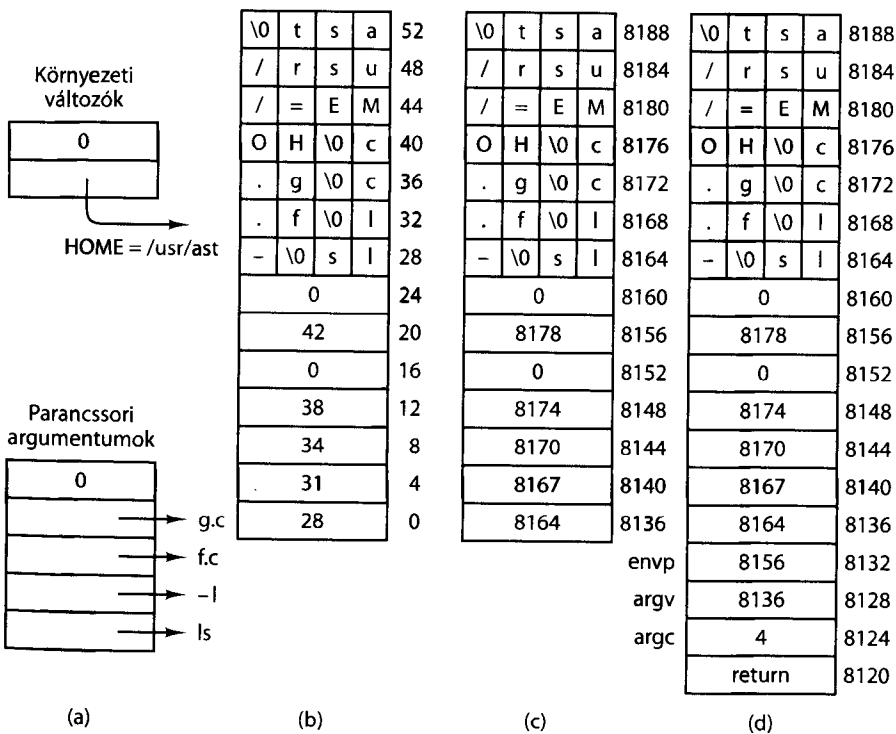 Környezeti
változók
0
HOME = /usr/ast
Parancssori
argumentumok
0
g.c
f.c
–l
ls
(a)
\0 t s a 52
/ r s u 48
/ = E M 44
O H \0 c 40
. g \0 c 36
. f \0 l 32
– \0 s l 28
0 24
42 20
0 16
38 12
34 8
31 4
28 0
(b)
\0 t s a 8188
/ r s u 8184
/ = E M 8180
O H \0 c 8176
. g \0 c 8172
. f \0 l 8168
– \0 s l 8164
0 8160
8178 8156
0 8152
8174 8148
8170 8144
8167 8140
8164 8136
(c)
\0 t s a 8188
/ r s u 8184
/ = E M 8180
O H \0 c 8176
. g \0 c 8172
. f \0 l 8168
– \0 s l 8164
0 8160
8178 8156
0 8152
8174 8148
8170 8144
8167 8140
8164 8136
envp 8156 8132
argv 8136 8128
argc 4 8124
return 8120
(d)